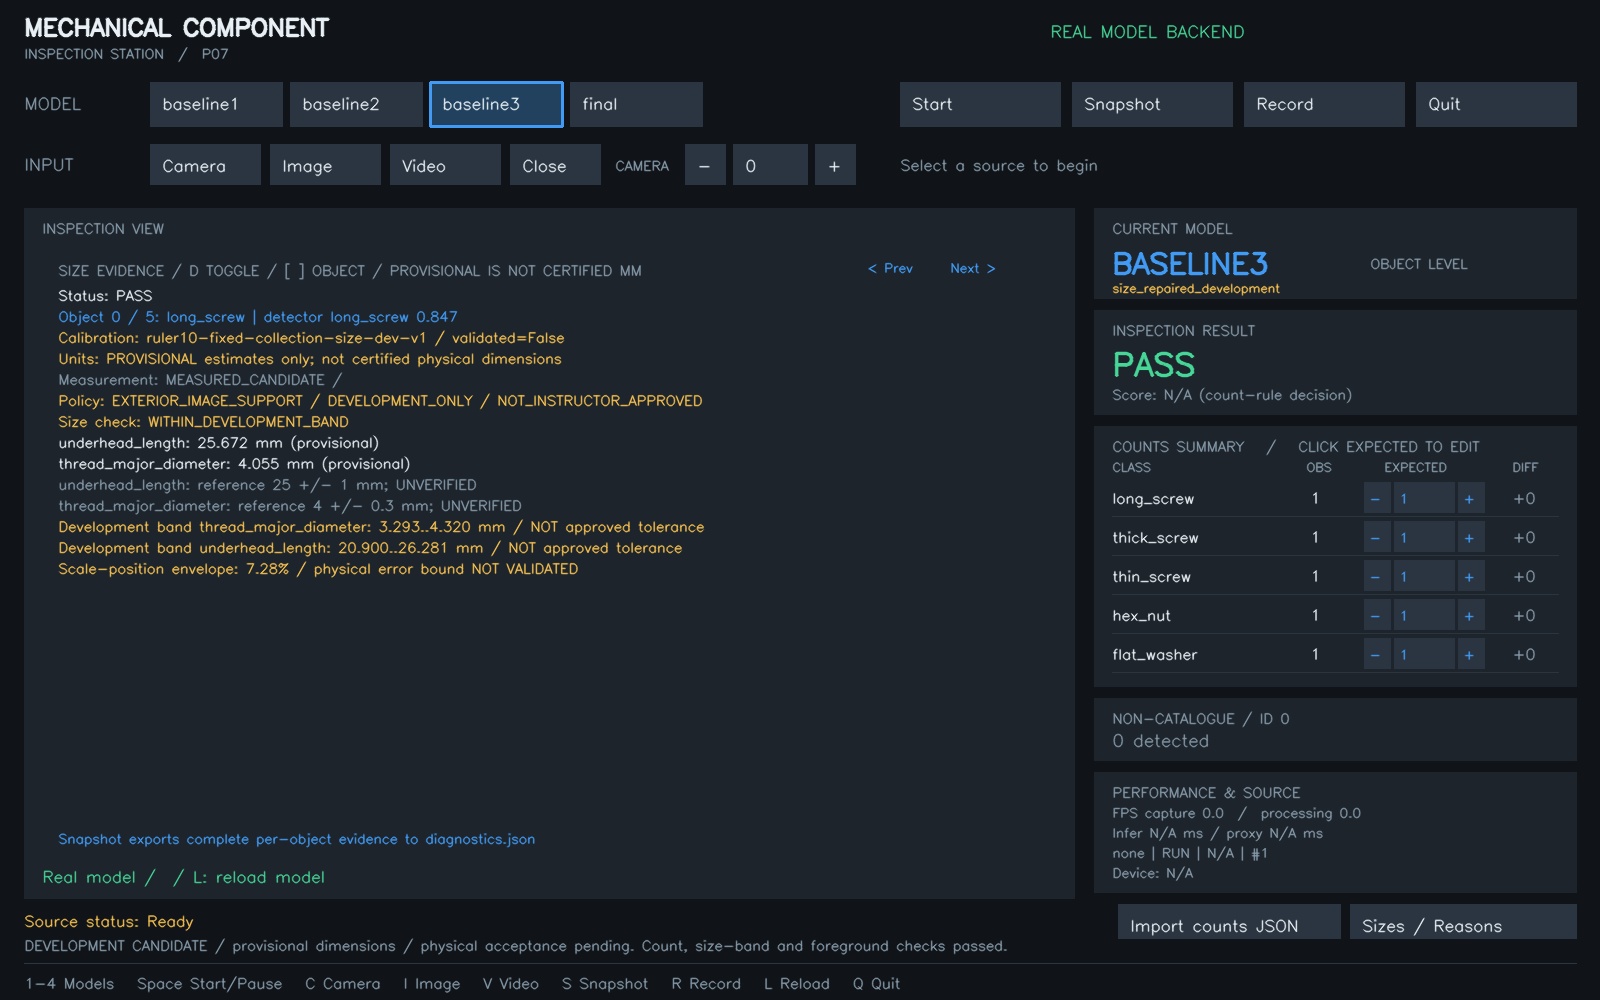 MECHANICAL COMPONENT
INSPECTION STATION / P07
REAL MODEL BACKEND
MODEL baseline1 baseline2 baseline3 final Start Snapshot Record Quit
INPUT Camera Image Video Close CAMERA − 0 + Select a source to begin
INSPECTION VIEW
SIZE EVIDENCE / D TOGGLE / [ ] OBJECT / PROVISIONAL IS NOT CERTIFIED MM < Prev Next >
Status: PASS
Object 0 / 5: long_screw | detector long_screw 0.847
Calibration: ruler10-fixed-collection-size-dev-v1 / validated=False
Units: PROVISIONAL estimates only; not certified physical dimensions
Measurement: MEASURED_CANDIDATE /
Policy: EXTERIOR_IMAGE_SUPPORT / DEVELOPMENT_ONLY / NOT_INSTRUCTOR_APPROVED
Size check: WITHIN_DEVELOPMENT_BAND
underhead_length: 25.672 mm (provisional)
thread_major_diameter: 4.055 mm (provisional)
underhead_length: reference 25 +/- 1 mm; UNVERIFIED
thread_major_diameter: reference 4 +/- 0.3 mm; UNVERIFIED
Development band thread_major_diameter: 3.293..4.320 mm / NOT approved tolerance
Development band underhead_length: 20.900..26.281 mm / NOT approved tolerance
Scale-position envelope: 7.28% / physical error bound NOT VALIDATED
Snapshot exports complete per-object evidence to diagnostics.json
Real model / / L: reload model
CURRENT MODEL
BASELINE3 OBJECT LEVEL
size_repaired_development
INSPECTION RESULT
PASS
Score: N/A (count-rule decision)
COUNTS SUMMARY / CLICK EXPECTED TO EDIT
CLASS OBS EXPECTED DIFF
long_screw 1 − 1 + +0
thick_screw 1 − 1 + +0
thin_screw 1 − 1 + +0
hex_nut 1 − 1 + +0
flat_washer 1 − 1 + +0
NON-CATALOGUE / ID 0
0 detected
PERFORMANCE & SOURCE
FPS capture 0.0 / processing 0.0
Infer N/A ms / proxy N/A ms
none | RUN | N/A | #1
Device: N/A
Import counts JSON Sizes / Reasons
Source status: Ready
DEVELOPMENT CANDIDATE / provisional dimensions / physical acceptance pending. Count, size-band and foreground checks passed.
1-4 Models Space Start/Pause C Camera I Image V Video S Snapshot R Record L Reload Q Quit